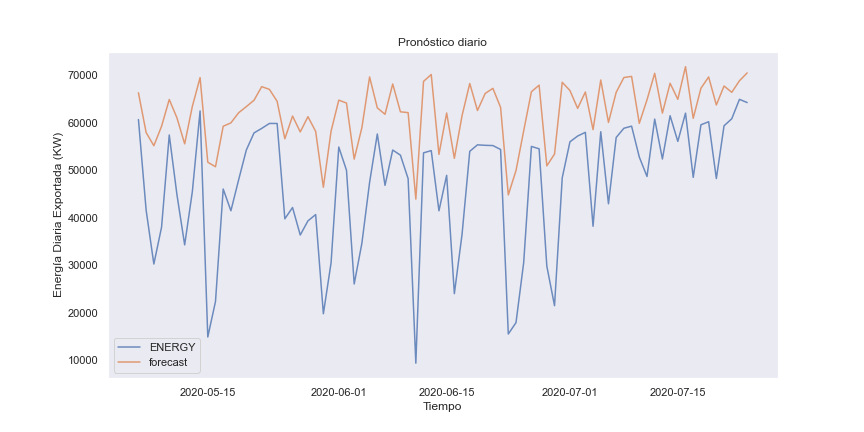 Pronóstico diario
Energía Diaria Exportada (KW)
70000
60000
50000
40000
30000
20000
10000
ENERGY
forecast
2020-05-15 2020-06-01 2020-06-15 2020-07-01 2020-07-15
Tiempo